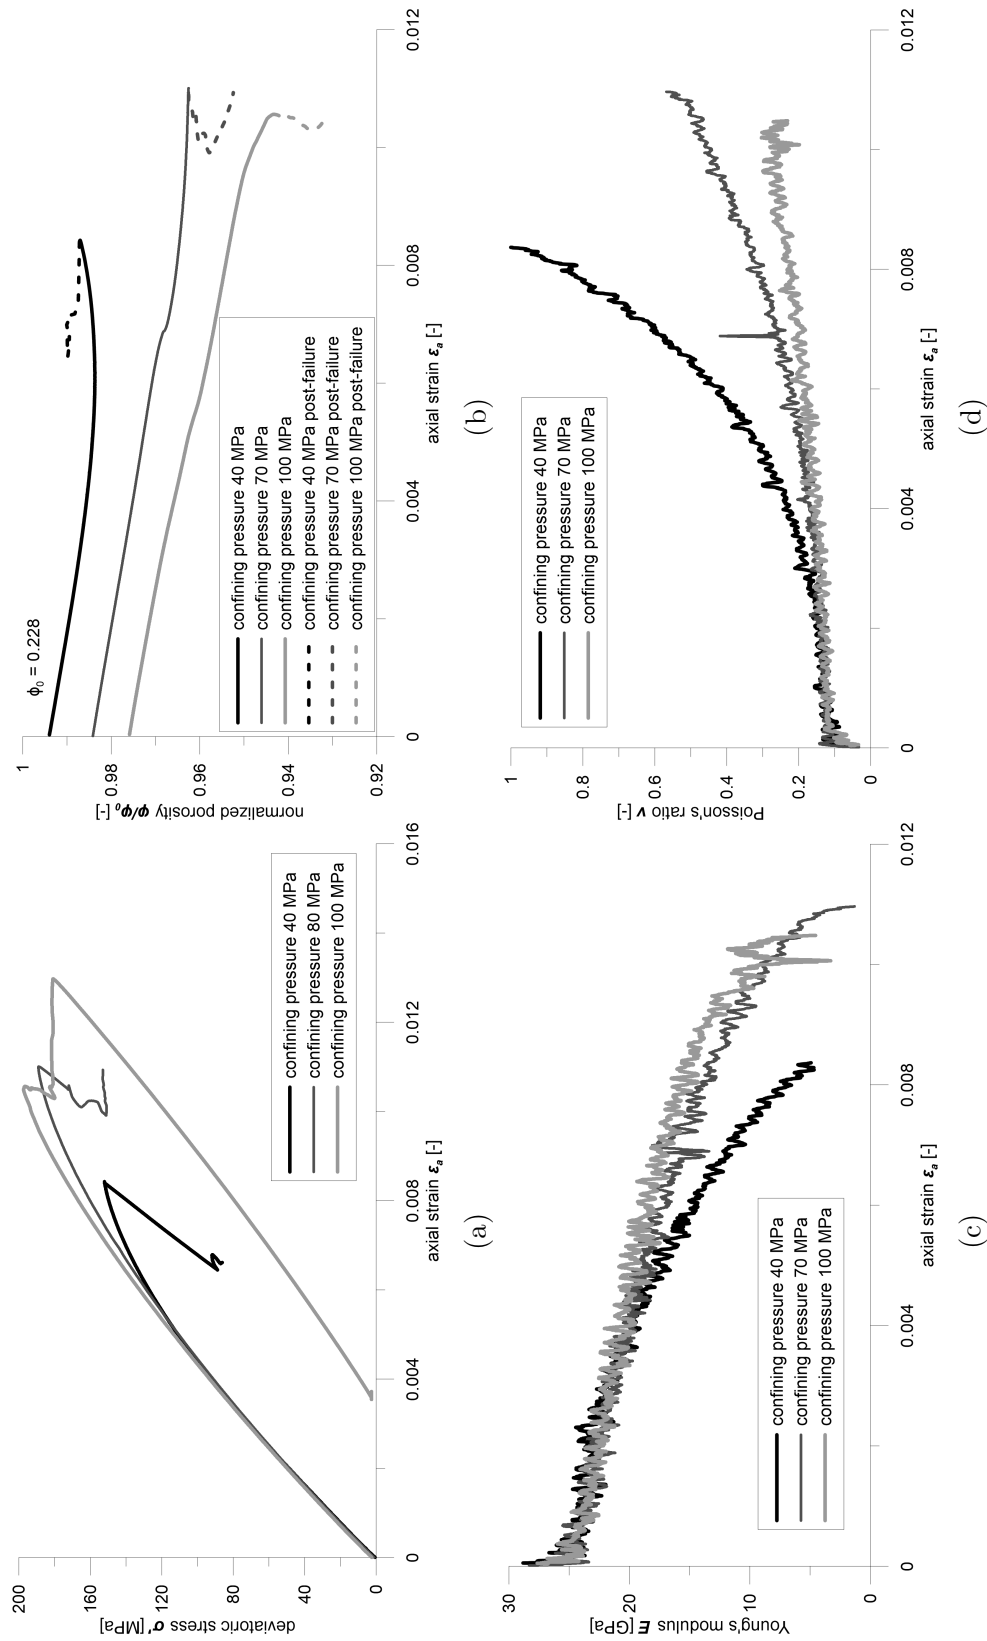 200
160
120
80
40
0
deviatoric stress σ' [MPa]
0
0.004
0.008
0.012
0.016
axial strain εa [-]
confining pressure 40 MPa
confining pressure 80 MPa
confining pressure 100 MPa
(a)
1
0.98
0.96
0.94
0.92
normalized porosity φ/φ0 [-]
ϕ0 = 0.228
0
0.004
0.008
0.012
axial strain εa [-]
confining pressure 40 MPa
confining pressure 70 MPa
confining pressure 100 MPa
confining pressure 40 MPa post-failure
confining pressure 70 MPa post-failure
confining pressure 100 MPa post-failure
(b)
30
20
10
0
Young's modulus E [GPa]
0
0.004
0.008
0.012
axial strain εa [-]
confining pressure 40 MPa
confining pressure 70 MPa
confining pressure 100 MPa
(c)
1
0.8
0.6
0.4
0.2
0
Poisson's ratio ν [-]
0
0.004
0.008
0.012
axial strain εa [-]
confining pressure 40 MPa
confining pressure 70 MPa
confining pressure 100 MPa
(d)